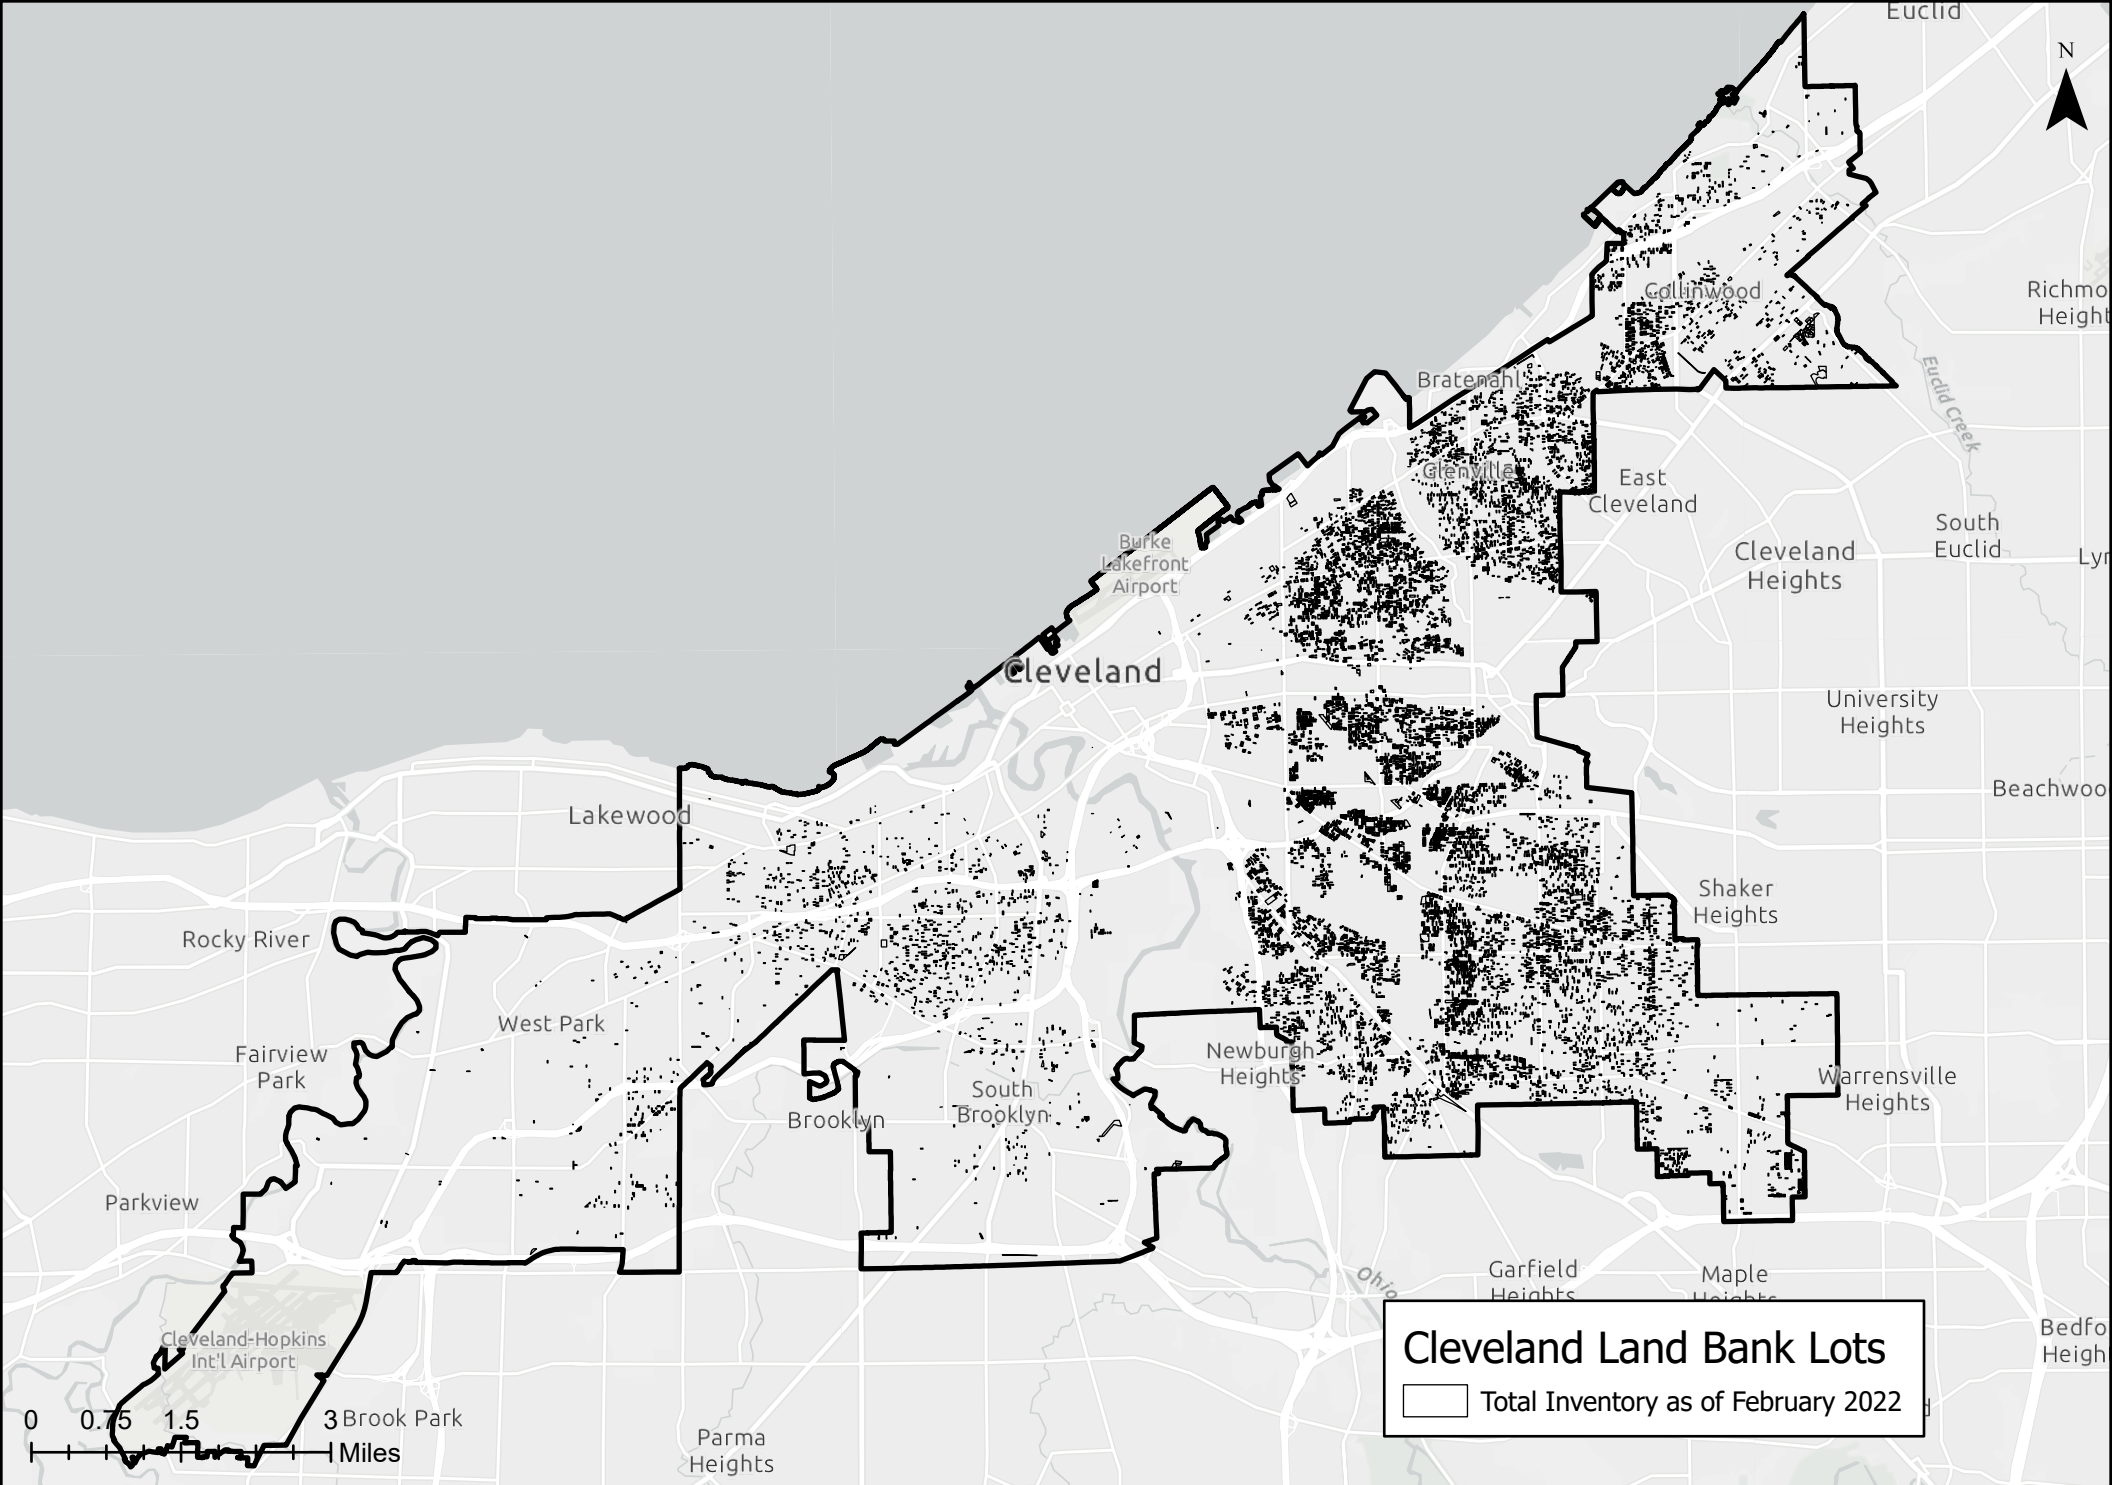 Euclid
N
Richmo
Height
Collinwood
Bratenahl
Euclid Creek
Glenville
East
Cleveland
South
Euclid
Burke
Lakefront
Airport
Cleveland
Heights
Lyn
Cleveland
University
Heights
Beachwoo
Lakewood
Shaker
Heights
Rocky River
West Park
Fairview
Park
Newburgh
Heights
South
Brooklyn
Warrensville
Heights
Brooklyn
Parkview
Garfield
Heights
Maple
Heights
Ohio
Cleveland-Hopkins
Int'l Airport
Bedfo
Heigh
Cleveland Land Bank Lots
Total Inventory as of February 2022
0 0.75 1.5 3
Miles
Brook Park
Parma
Heights